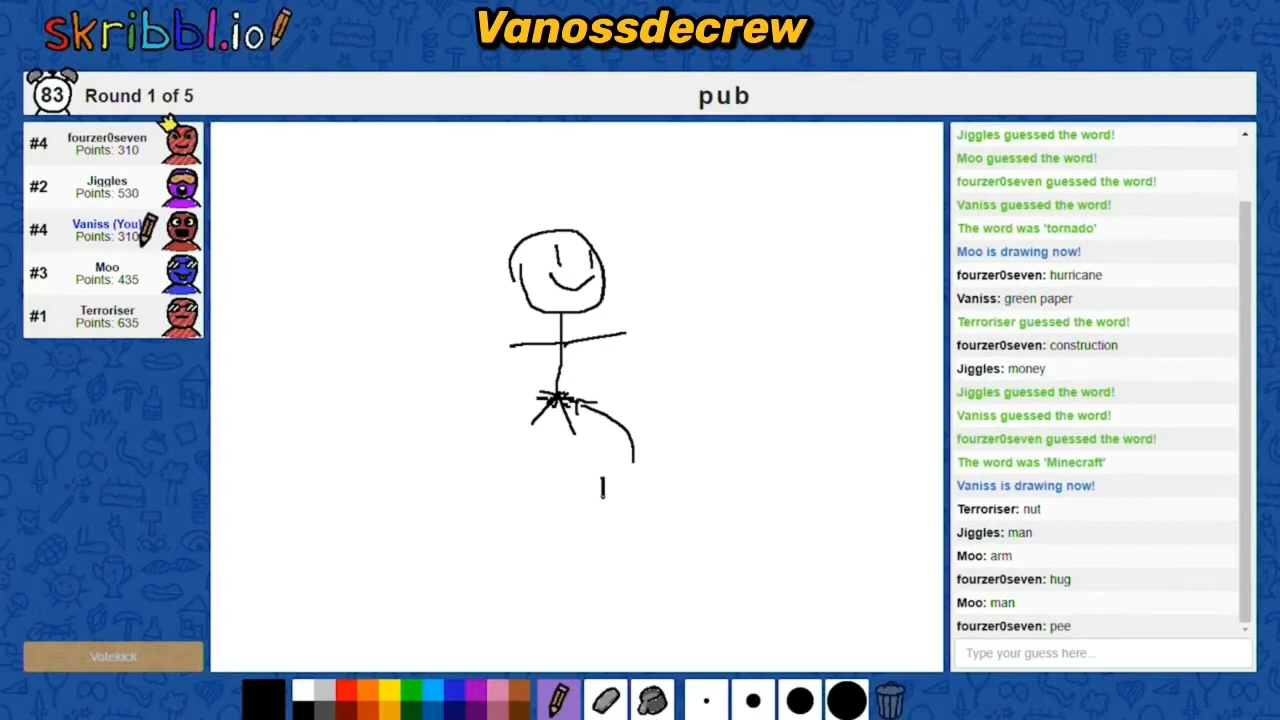 skribbl.io
Vanossdecrew
83
Round 1 of 5
pub
#4
fourzer0seven
Points: 310
#2
Jiggles
Points: 530
#4
Vaniss (You)
Points: 310
#3
Moo
Points: 435
#1
Terroriser
Points: 635
Votekick
Jiggles guessed the word!
Moo guessed the word!
fourzer0seven guessed the word!
Vaniss guessed the word!
The word was 'tornado'
Moo is drawing now!
fourzer0seven: hurricane
Vaniss: green paper
Terroriser guessed the word!
fourzer0seven: construction
Jiggles: money
Jiggles guessed the word!
Vaniss guessed the word!
fourzer0seven guessed the word!
The word was 'Minecraft'
Vaniss is drawing now!
Terroriser: nut
Jiggles: man
Moo: arm
fourzer0seven: hug
Moo: man
fourzer0seven: pee
Type your guess here...